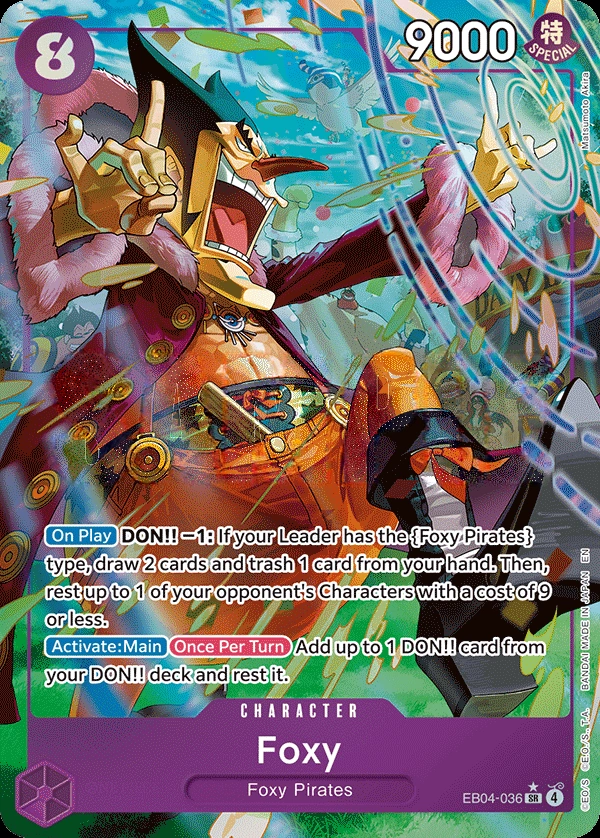 8
9000
特
SPECIAL
Matsumoto Akira
On Play DON!! −1: If your Leader has the {Foxy Pirates}
type, draw 2 cards and trash 1 card from your hand. Then,
rest up to 1 of your opponent's Characters with a cost of 9
or less.
Activate:Main Once Per Turn Add up to 1 DON!! card from
your DON!! deck and rest it.
©E.O/S ©E.O./S.,T.A. BANDAI MADE IN JAPAN EN
CHARACTER
Foxy
Foxy Pirates
EB04-036 SR 4